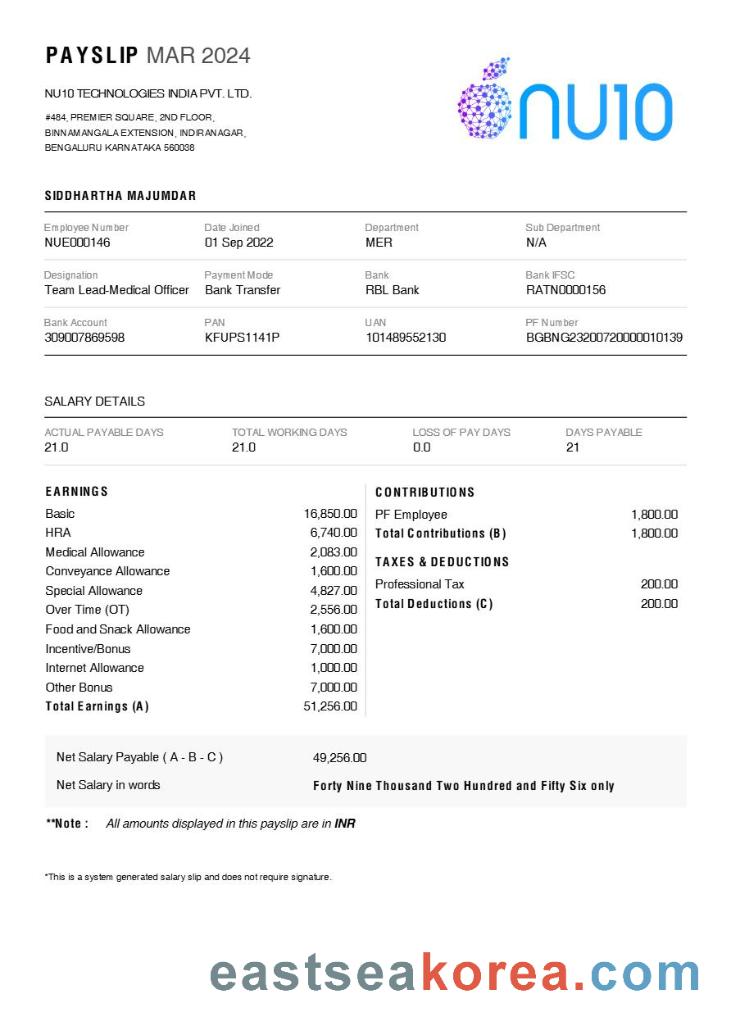 PAYSLIP MAR 2024
NU10 TECHNOLOGIES INDIA PVT. LTD.
#484, PREMIER SQUARE, 2ND FLOOR,
BINNAMANGALA EXTENSION, INDIRANAGAR,
BENGALURU KARNATAKA 560038
nu10
SIDDHARTHA MAJUMDAR
Employee Number Date Joined Department Sub Department
NUE000146 01 Sep 2022 MER N/A
Designation Payment Mode Bank Bank IFSC
Team Lead-Medical Officer Bank Transfer RBL Bank RATN0000156
Bank Account PAN UAN PF Number
309007869598 KFUPS1141P 101489552130 BGBNG23200720000010139
SALARY DETAILS
ACTUAL PAYABLE DAYS TOTAL WORKING DAYS LOSS OF PAY DAYS DAYS PAYABLE
21.0 21.0 0.0 21
EARNINGS
Basic 16,850.00
HRA 6,740.00
Medical Allowance 2,083.00
Conveyance Allowance 1,600.00
Special Allowance 4,827.00
Over Time (OT) 2,556.00
Food and Snack Allowance 1,600.00
Incentive/Bonus 7,000.00
Internet Allowance 1,000.00
Other Bonus 7,000.00
Total Earnings (A) 51,256.00
CONTRIBUTIONS
PF Employee 1,800.00
Total Contributions (B) 1,800.00
TAXES & DEDUCTIONS
Professional Tax 200.00
Total Deductions (C) 200.00
Net Salary Payable ( A - B - C ) 49,256.00
Net Salary in words Forty Nine Thousand Two Hundred and Fifty Six only
**Note : All amounts displayed in this payslip are in INR
*This is a system generated salary slip and does not require signature.
eastseakorea.com